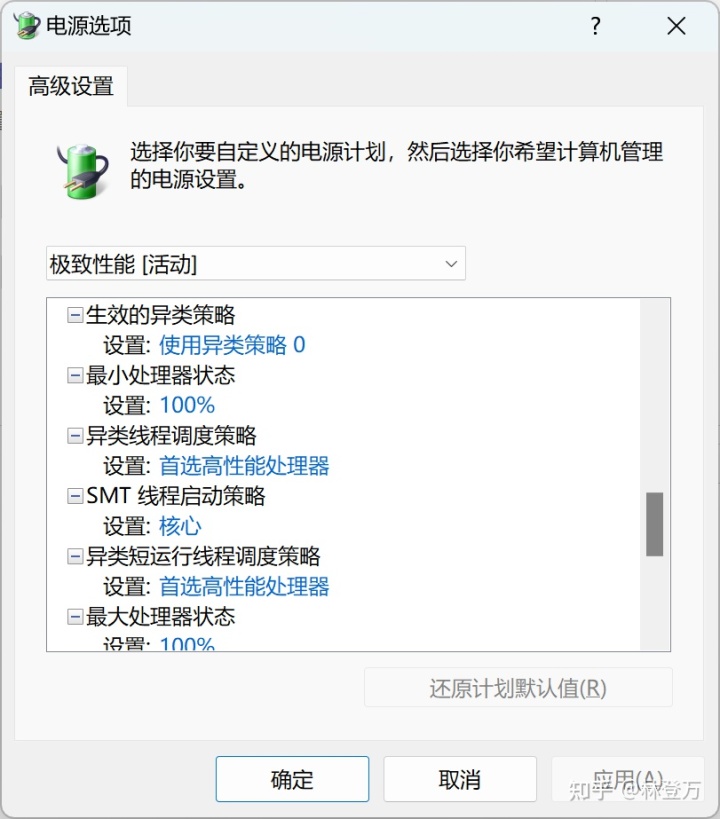 电源选项
高级设置
选择你要自定义的电源计划，然后选择你希望计算机管理
的电源设置。
极致性能 [活动]
生效的异类策略
设置: 使用异类策略 0
最小处理器状态
设置: 100%
异类线程调度策略
设置: 首选高性能处理器
SMT 线程启动策略
设置: 核心
异类短运行线程调度策略
设置: 首选高性能处理器
最大处理器状态
设置: 100%
还原计划默认值(R)
确定
取消
应用(A)
知乎 @林登万